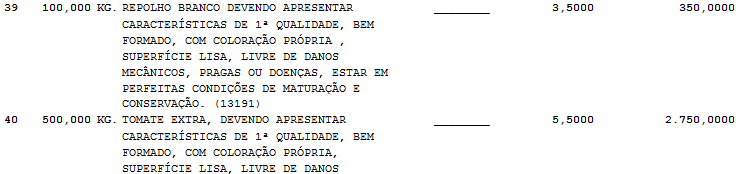 39 100,000 KG. REPOLHO BRANCO DEVENDO APRESENTAR ________ 3,5000 350,0000
CARACTERÍSTICAS DE 1ª QUALIDADE, BEM
FORMADO, COM COLORAÇÃO PRÓPRIA ,
SUPERFÍCIE LISA, LIVRE DE DANOS
MECÂNICOS, PRAGAS OU DOENÇAS, ESTAR EM
PERFEITAS CONDIÇÕES DE MATURAÇÃO E
CONSERVAÇÃO. (13191)
40 500,000 KG. TOMATE EXTRA, DEVENDO APRESENTAR ________ 5,5000 2.750,0000
CARACTERÍSTICAS DE 1ª QUALIDADE, BEM
FORMADO, COM COLORAÇÃO PRÓPRIA,
SUPERFÍCIE LISA, LIVRE DE DANOS